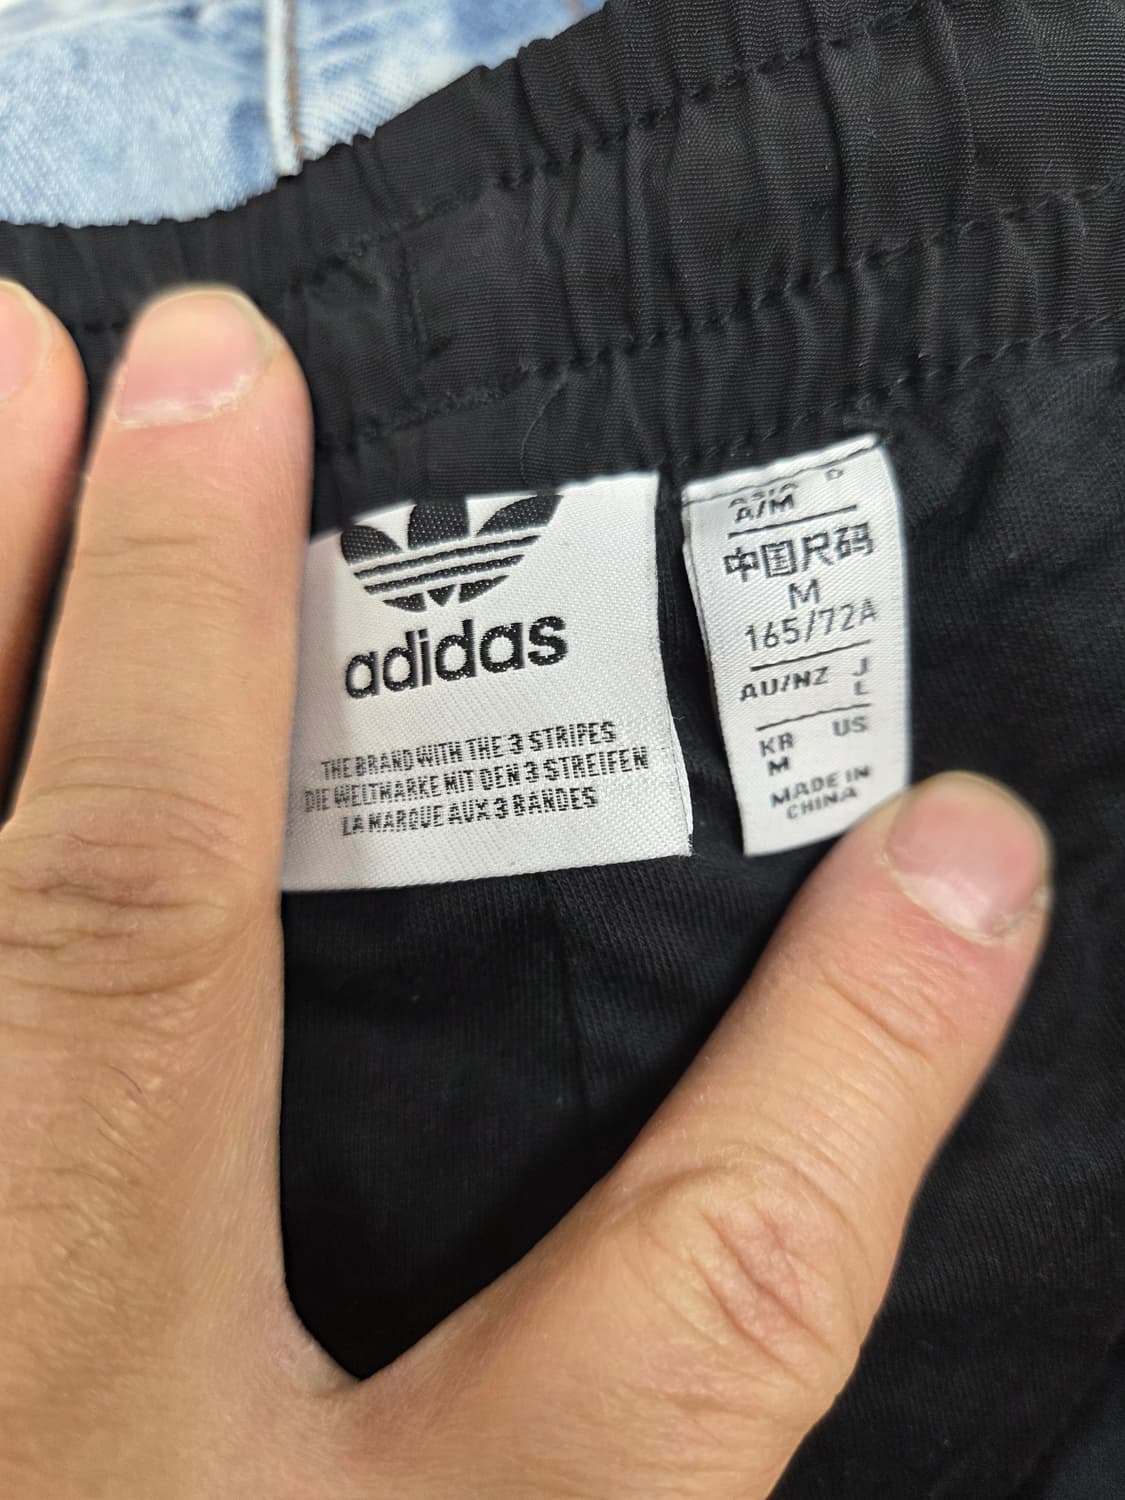 adidas
THE BRAND WITH THE 3 STRIPES
DIE WELTMARKE MIT DEN 3 STREIFEN
LA MARQUE AUX 3 BANDES
ASIA D
A/M
中国尺码
M
165/72A
AU/NZ J
L
KR US
M
MADE IN
CHINA